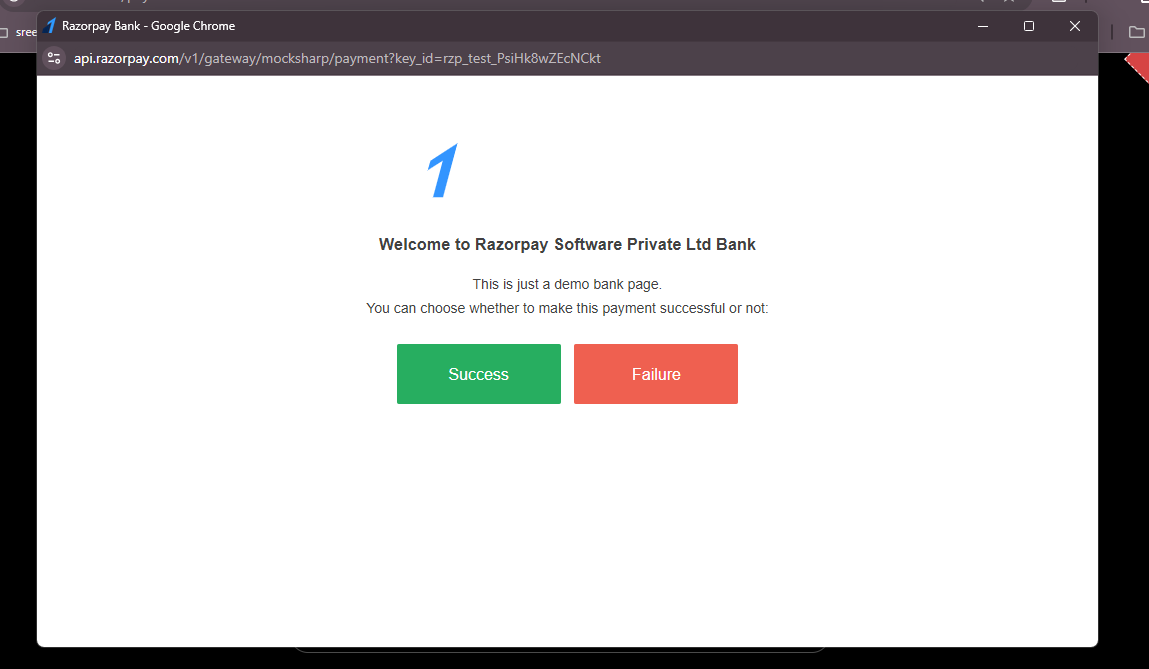 Razorpay Bank - Google Chrome
sree
api.razorpay.com/v1/gateway/mocksharp/payment?key_id=rzp_test_PsiHk8wZEcNCkt
Welcome to Razorpay Software Private Ltd Bank
This is just a demo bank page.
You can choose whether to make this payment successful or not:
Success
Failure